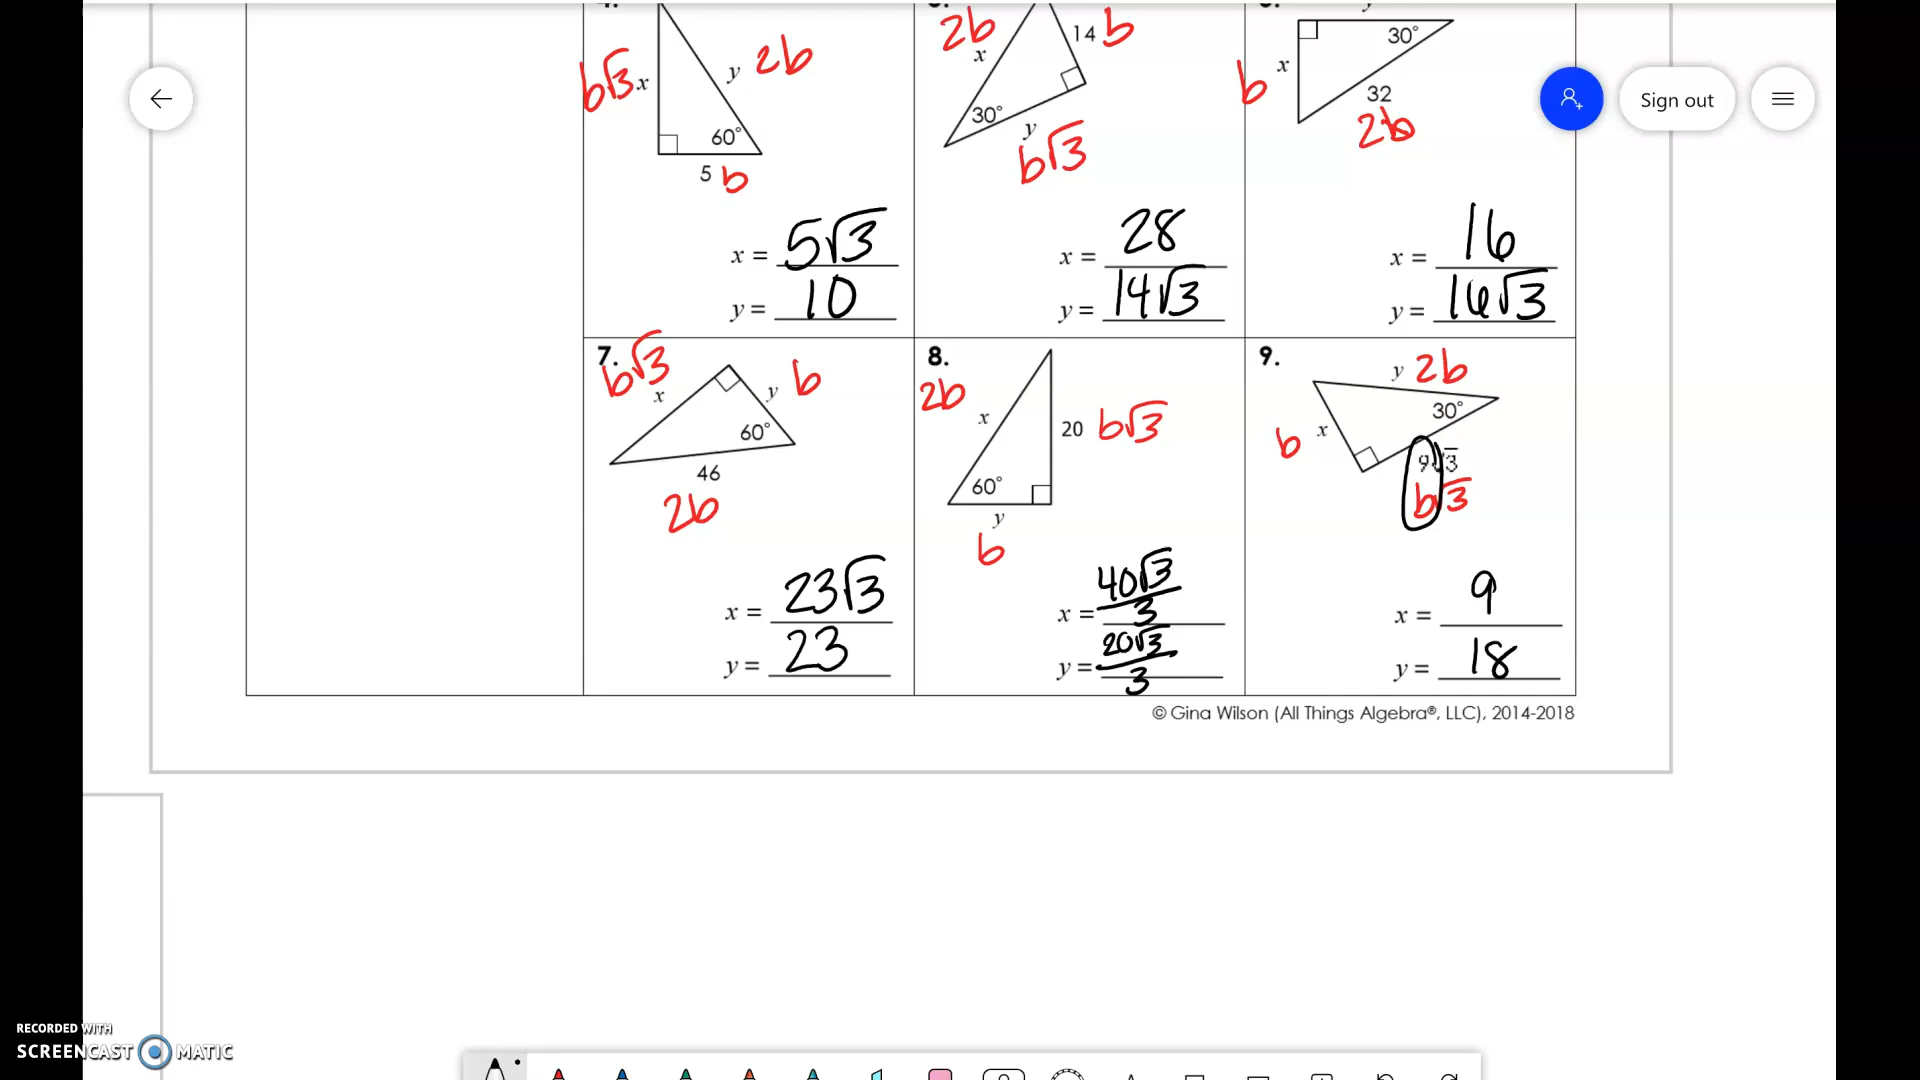 2b
14 b
30°
b√3 x
y 2b
x
b x
60°
30°
y
32
b√3
2b
5 b
Sign out
x = 5√3
y = 10
x = 28
y = 14√3
x = 16
y = 16√3
7.
b√3
x
y b
60°
46
2b
x = 23√3
y = 23
8.
2b
x
20 b√3
60°
y
b
x = 40√3/3
y = 20√3/3
9.
y 2b
30°
b x
9√3
b√3
x = 9
y = 18
© Gina Wilson (All Things Algebra®, LLC), 2014-2018
RECORDED WITH
SCREENCAST MATIC